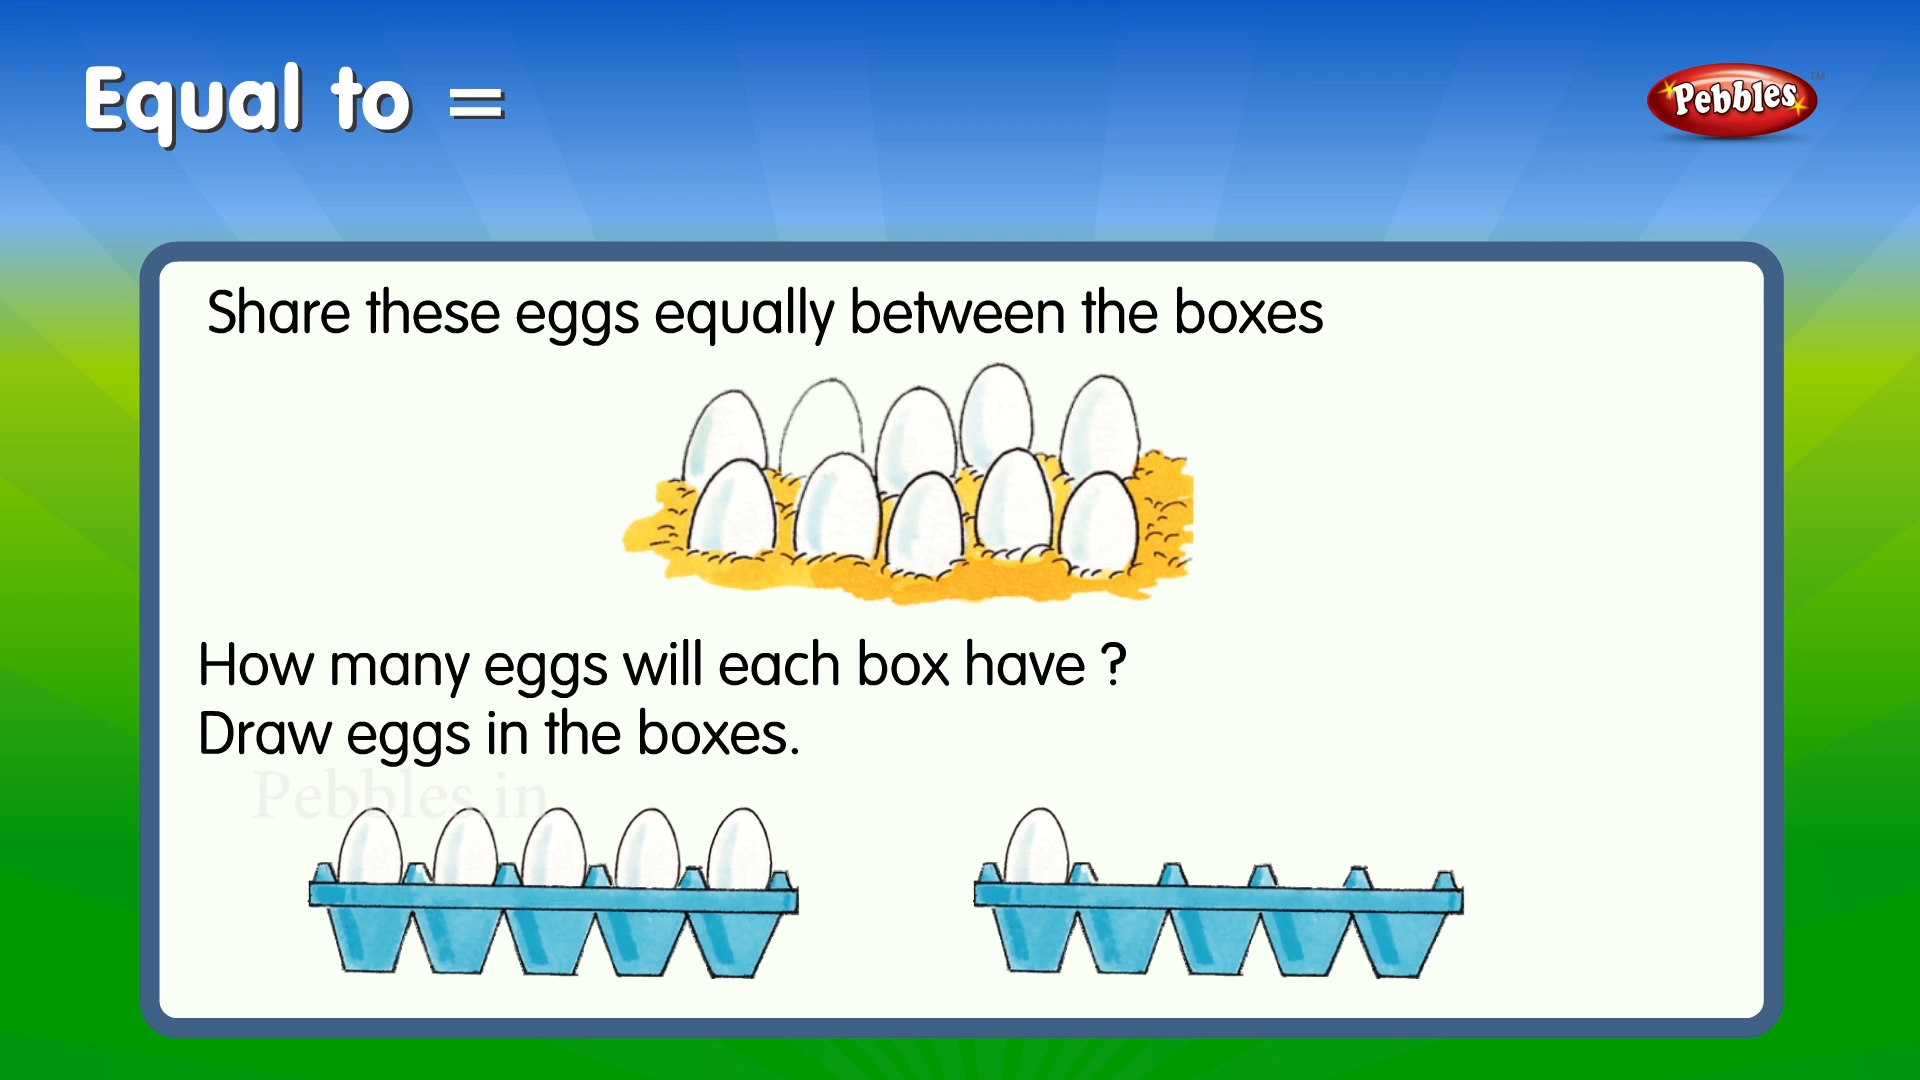 Equal to =
Pebbles™
Share these eggs equally between the boxes
How many eggs will each box have ?
Draw eggs in the boxes.
Pebbles.in